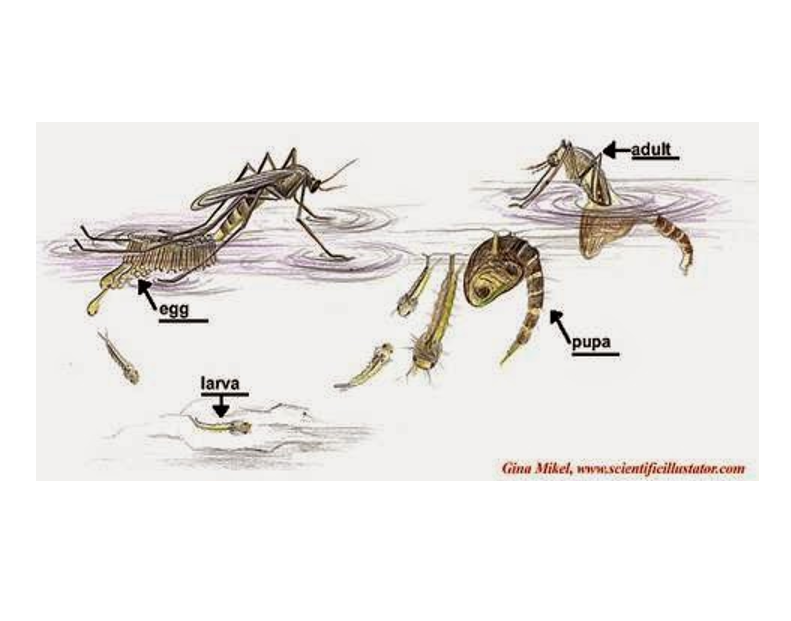 adult
egg
pupa
larva
Gina Mikel, www.scientificillustator.com